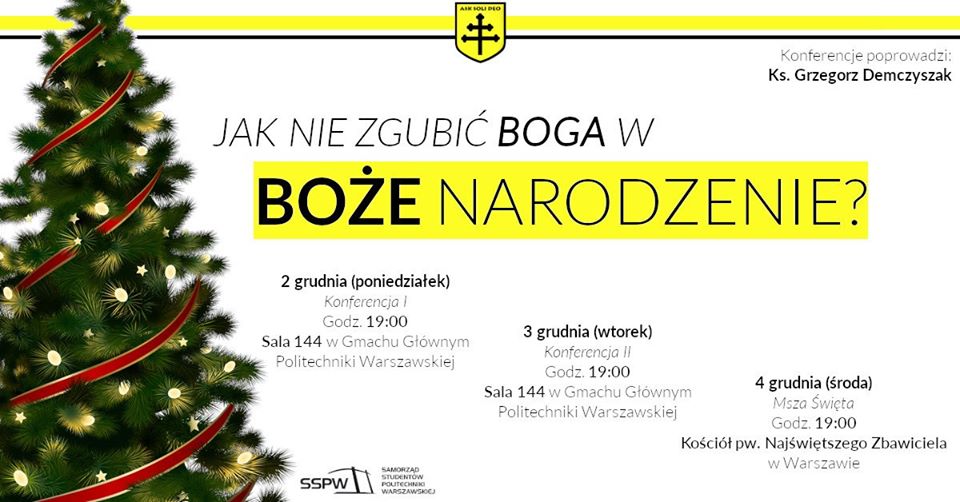 ASK SOLI DEO
Konferencje poprowadzi:
Ks. Grzegorz Demczyszak
JAK NIE ZGUBIĆ BOGA W
BOŻE NARODZENIE?
2 grudnia (poniedziałek)
Konferencja I
Godz. 19:00
Sala 144 w Gmachu Głównym
Politechniki Warszawskiej
3 grudnia (wtorek)
Konferencja II
Godz. 19:00
Sala 144 w Gmachu Głównym
Politechniki Warszawskiej
4 grudnia (środa)
Msza Święta
Godz. 19:00
Kościół pw. Najświętszego Zbawiciela
w Warszawie
SSPW
SAMORZĄD
STUDENTÓW
POLITECHNIKI
WARSZAWSKIEJ